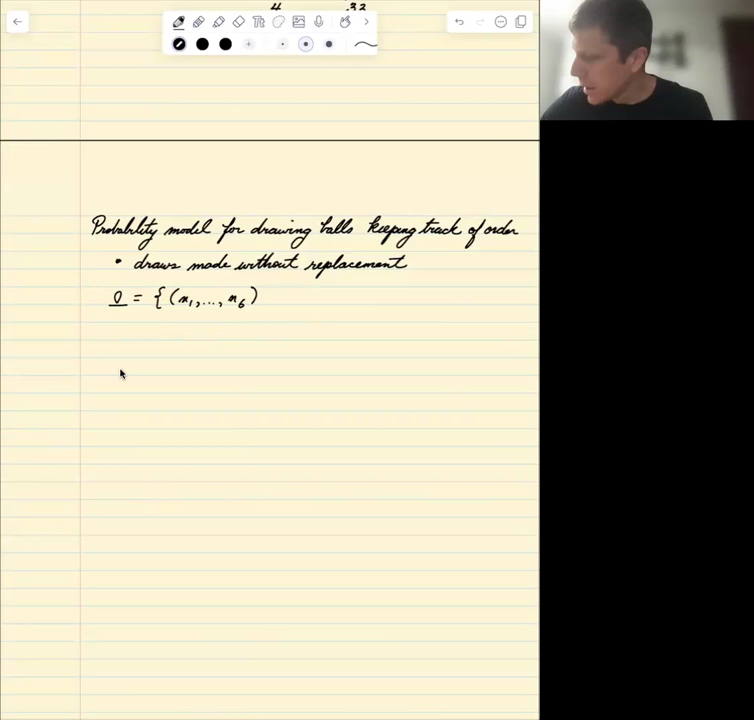 Probability model for drawing balls keeping track of order
• draws made without replacement
Ω = {(n₁,..., n₆)